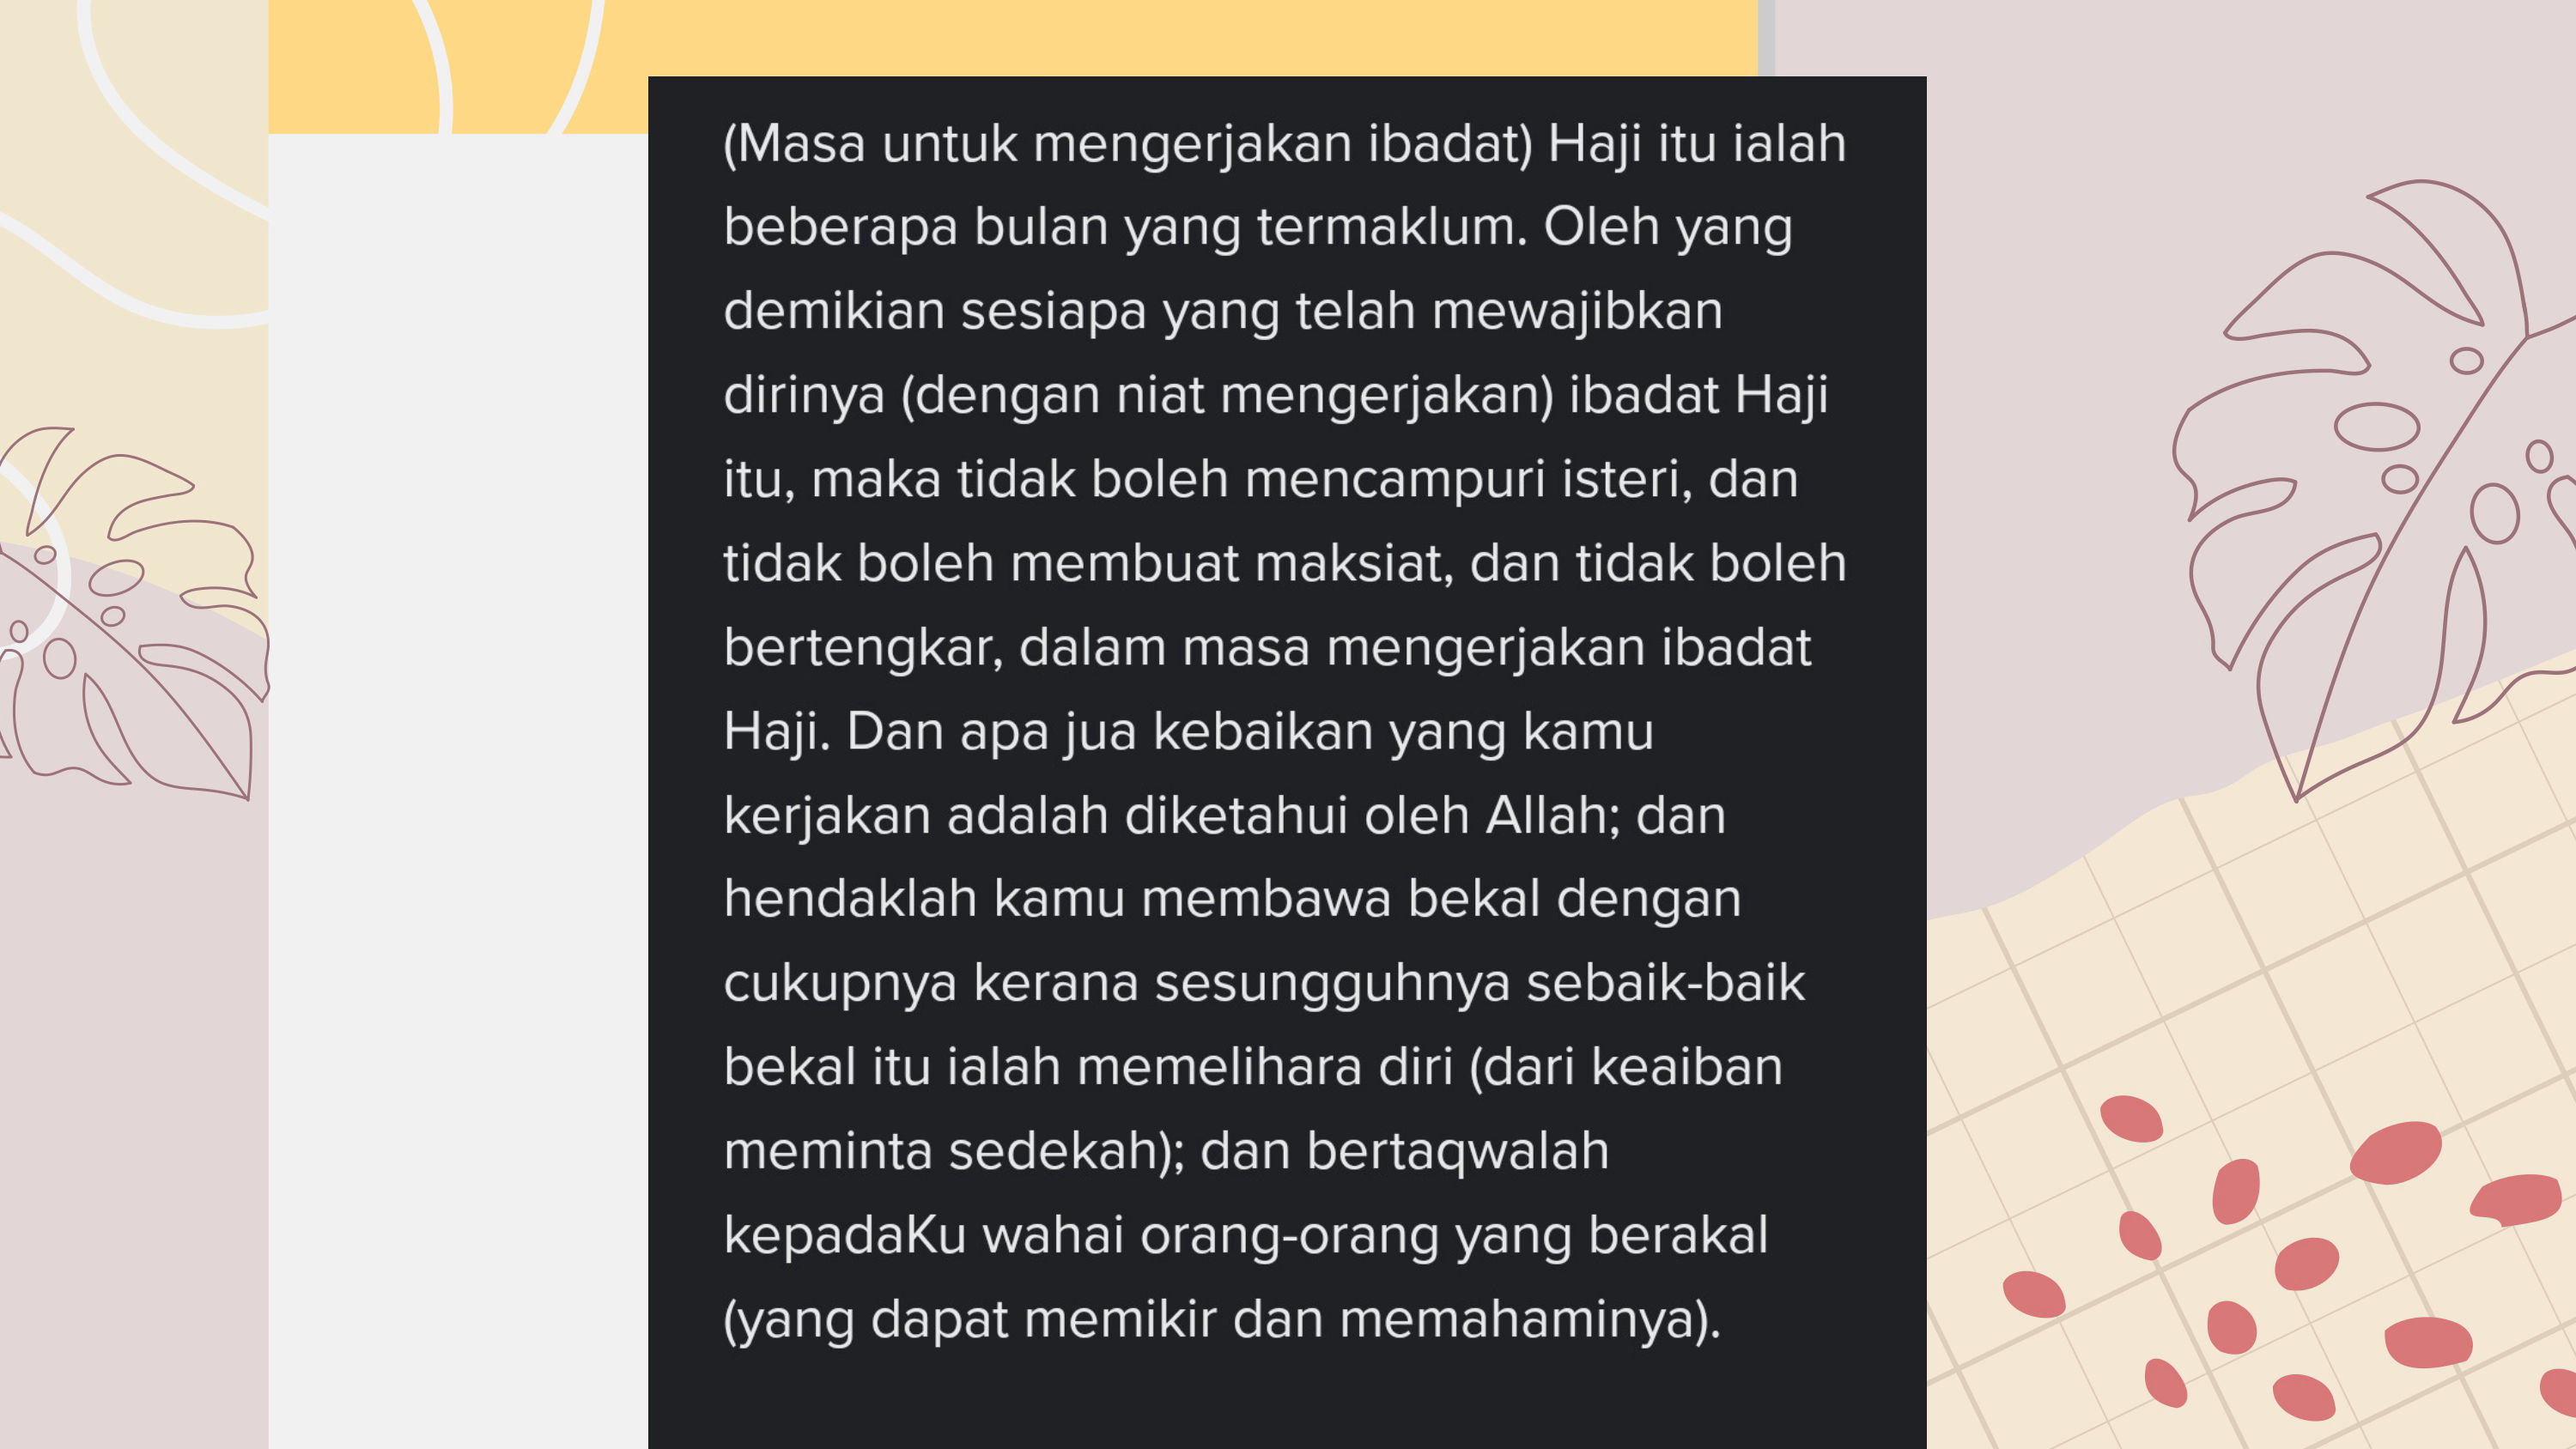 (Masa untuk mengerjakan ibadat) Haji itu ialah
beberapa bulan yang termaklum. Oleh yang
demikian sesiapa yang telah mewajibkan
dirinya (dengan niat mengerjakan) ibadat Haji
itu, maka tidak boleh mencampuri isteri, dan
tidak boleh membuat maksiat, dan tidak boleh
bertengkar, dalam masa mengerjakan ibadat
Haji. Dan apa jua kebaikan yang kamu
kerjakan adalah diketahui oleh Allah; dan
hendaklah kamu membawa bekal dengan
cukupnya kerana sesungguhnya sebaik-baik
bekal itu ialah memelihara diri (dari keaiban
meminta sedekah); dan bertaqwalah
kepadaKu wahai orang-orang yang berakal
(yang dapat memikir dan memahaminya).